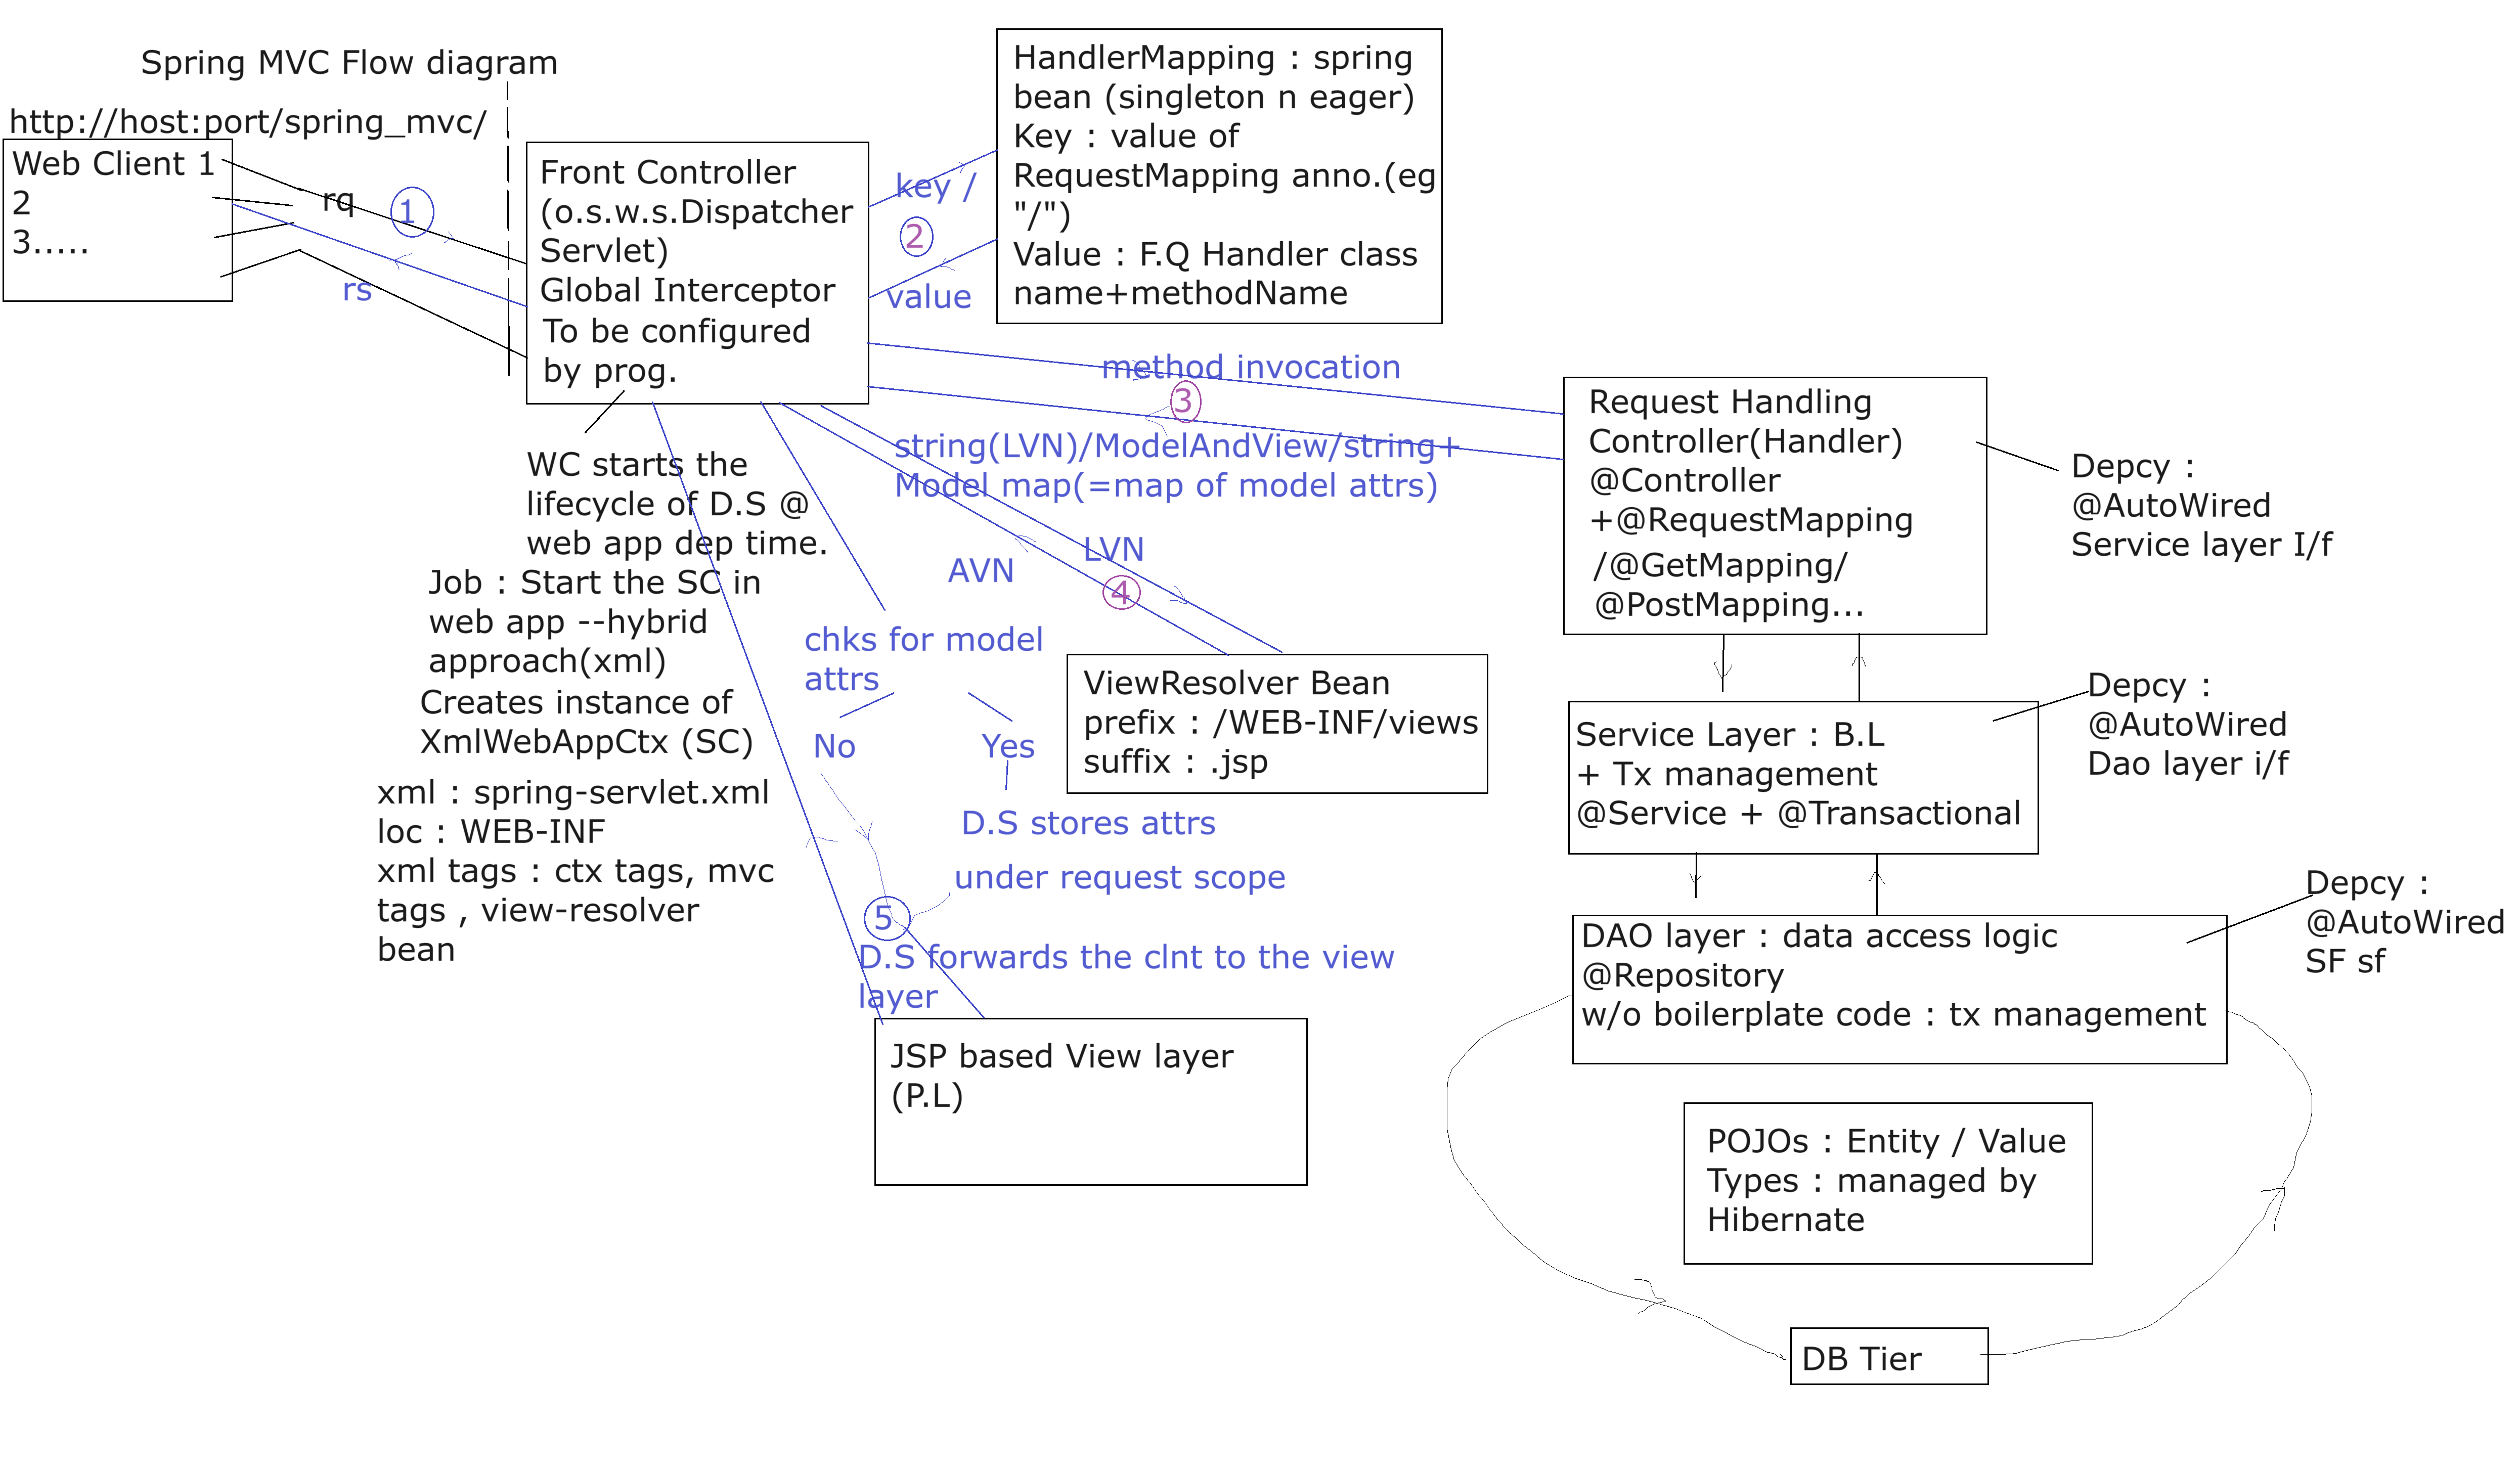 Spring MVC Flow diagram
http://host:port/spring_mvc/
Web Client 1
2
3.....
rq
1
rs
Front Controller
(o.s.w.s.Dispatcher
Servlet)
Global Interceptor
To be configured
by prog.
key /
2
value
HandlerMapping : spring
bean (singleton n eager)
Key : value of
RequestMapping anno.(eg
"/")
Value : F.Q Handler class
name+methodName
method invocation
3
string(LVN)/ModelAndView/string+
Model map(=map of model attrs)
Request Handling
Controller(Handler)
@Controller
+@RequestMapping
/@GetMapping/
@PostMapping...
Depcy :
@AutoWired
Service layer I/f
WC starts the
lifecycle of D.S @
web app dep time.
Job : Start the SC in
web app --hybrid
approach(xml)
Creates instance of
XmlWebAppCtx (SC)
xml : spring-servlet.xml
loc : WEB-INF
xml tags : ctx tags, mvc
tags , view-resolver
bean
AVN
LVN
4
chks for model
attrs
No
Yes
D.S stores attrs
under request scope
5
D.S forwards the clnt to the view
layer
ViewResolver Bean
prefix : /WEB-INF/views
suffix : .jsp
JSP based View layer
(P.L)
Service Layer : B.L
+ Tx management
@Service + @Transactional
Depcy :
@AutoWired
Dao layer i/f
DAO layer : data access logic
@Repository
w/o boilerplate code : tx management
Depcy :
@AutoWired
SF sf
POJOs : Entity / Value
Types : managed by
Hibernate
DB Tier